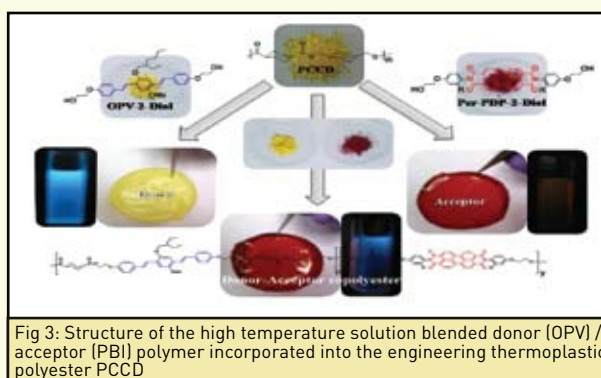 PCCD
OPV-3-Diol
Per-PDP-2-Diol
Acceptor
Donor-Acceptor copolyester
Fig 3: Structure of the high temperature solution blended donor (OPV) /
acceptor (PBI) polymer incorporated into the engineering thermoplastic
polyester PCCD